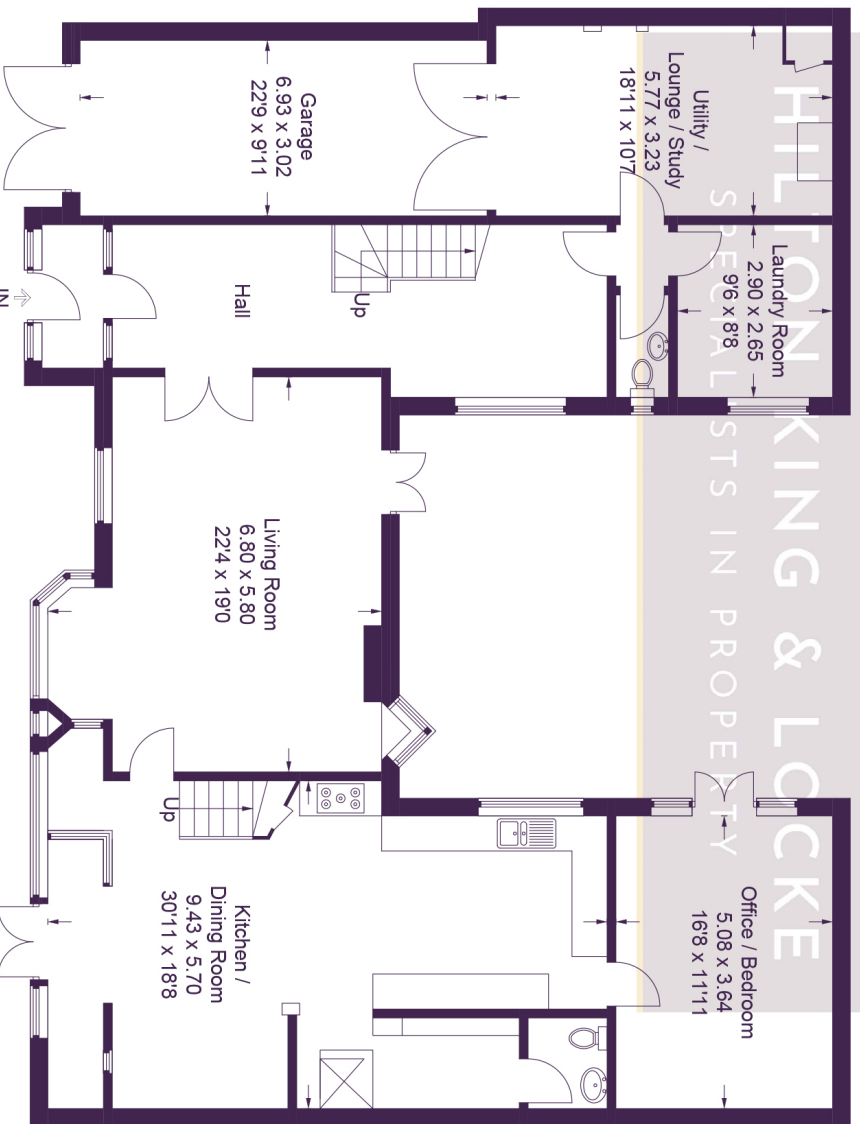 HILTON KING & LOCKE
SPECIALISTS IN PROPERTY
Utility /
Lounge / Study
5.77 x 3.23
18'11 x 10'7
Laundry Room
2.90 x 2.65
9'6 x 8'8
Office / Bedroom
5.08 x 3.64
16'8 x 11'11
Garage
6.93 x 3.02
22'9 x 9'11
Up
Hall
Living Room
6.80 x 5.80
22'4 x 19'0
Up
Kitchen /
Dining Room
9.43 x 5.70
30'11 x 18'8
IN